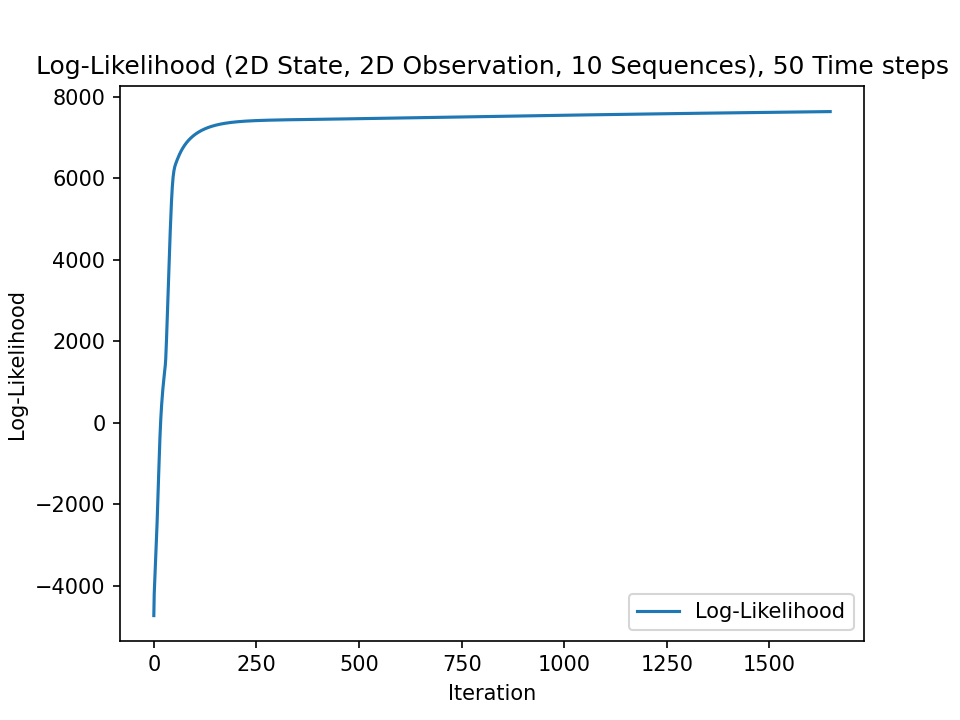 Log-Likelihood (2D State, 2D Observation, 10 Sequences), 50 Time steps
8000
6000
4000
2000
0
−2000
−4000
Log-Likelihood
Log-Likelihood
0 250 500 750 1000 1250 1500
Iteration